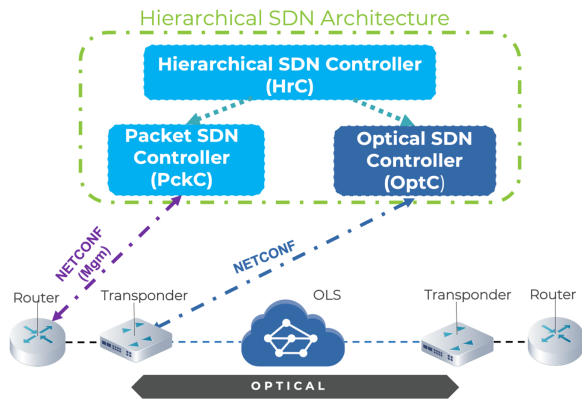 Hierarchical SDN Architecture
Hierarchical SDN Controller
(HrC)
Packet SDN
Controller
(PckC)
Optical SDN
Controller
(OptC)
NETCONF
(Mgm)
NETCONF
Router
Transponder
OLS
Transponder
Router
OPTICAL